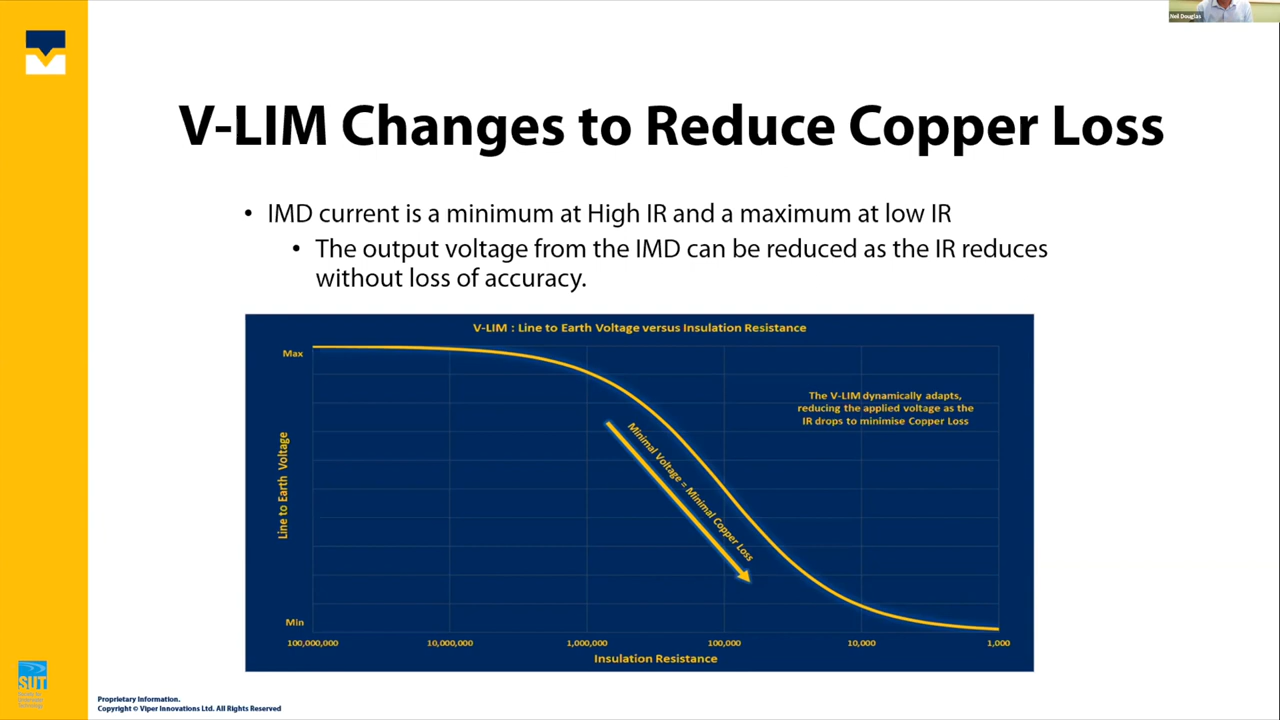 Neil Douglas
V-LIM Changes to Reduce Copper Loss
• IMD current is a minimum at High IR and a maximum at low IR
• The output voltage from the IMD can be reduced as the IR reduces
without loss of accuracy.
V-LIM : Line to Earth Voltage versus Insulation Resistance
Max
The V-LIM dynamically adapts,
reducing the applied voltage as the
IR drops to minimise Copper Loss
Line to Earth Voltage
Minimal Voltage = Minimal Copper Loss
Min
100,000,000 10,000,000 1,000,000 100,000 10,000 1,000
Insulation Resistance
SUT
Proprietary Information.
Copyright © Viper Innovations Ltd. All Rights Reserved